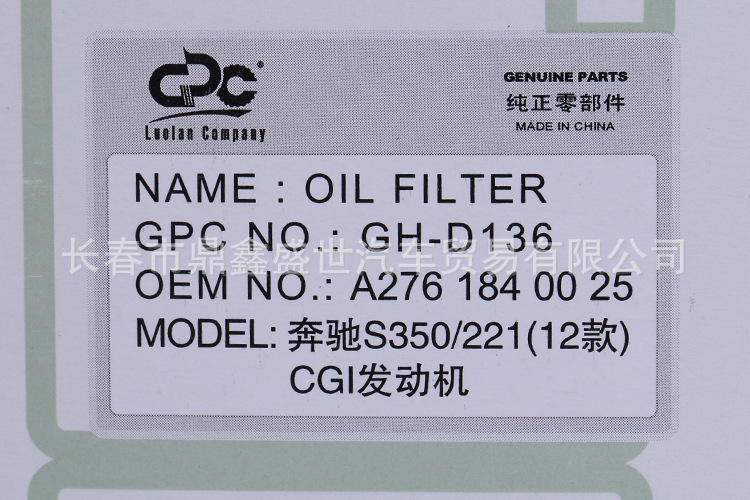 GPC®
Luolan Company
GENUINE PARTS
纯正零部件
MADE IN CHINA
NAME : OIL FILTER
GPC NO.: GH-D136
长春市鼎鑫盛世汽车贸易有限公司
OEM NO.: A276 184 00 25
MODEL: 奔驰S350/221(12款)
CGI发动机